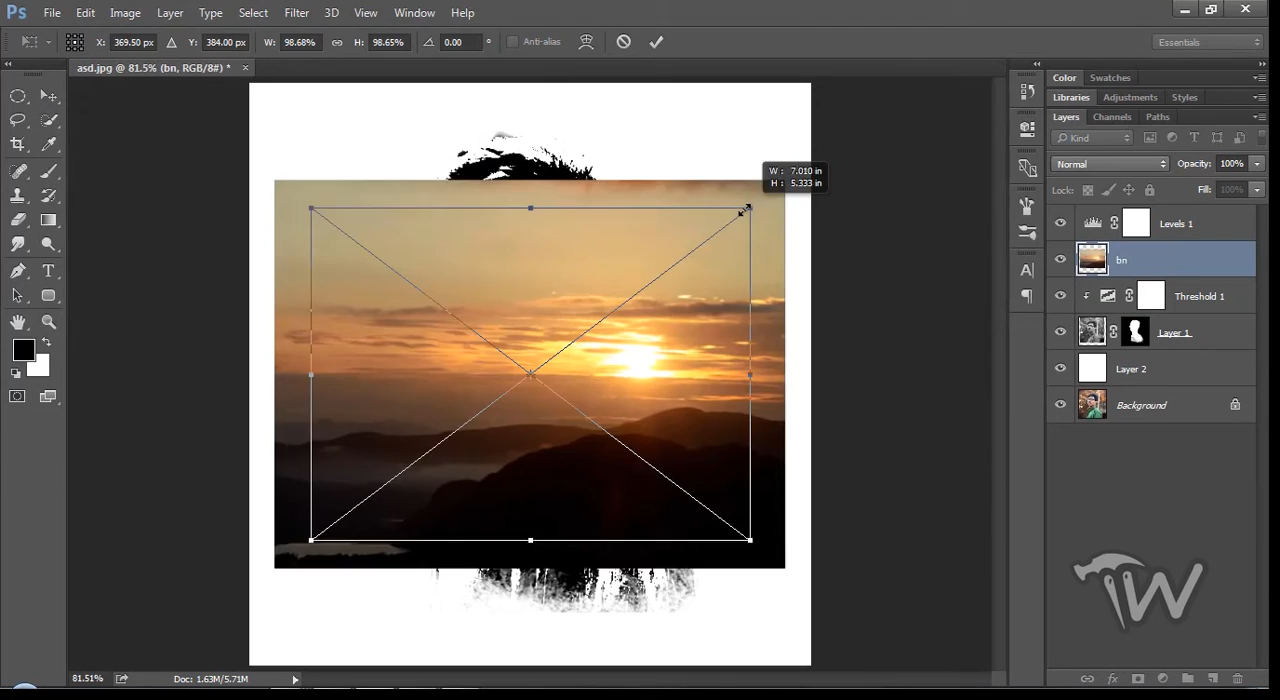 Ps File Edit Image Layer Type Select Filter 3D View Window Help
X: 369.50 px Y: 384.00 px W: 98.68% H: 98.65% 0.00 ° Anti-alias Essentials
asd.jpg @ 81.5% (bn, RGB/8#) * ×
Color Swatches
Libraries Adjustments Styles
Layers Channels Paths
Kind
Normal Opacity: 100%
Lock: Fill: 100%
W: 7.010 in
H: 5.333 in
Levels 1
bn
Threshold 1
Layer 1
Layer 2
Background
W
81.51% Doc: 1.63M/5.71M